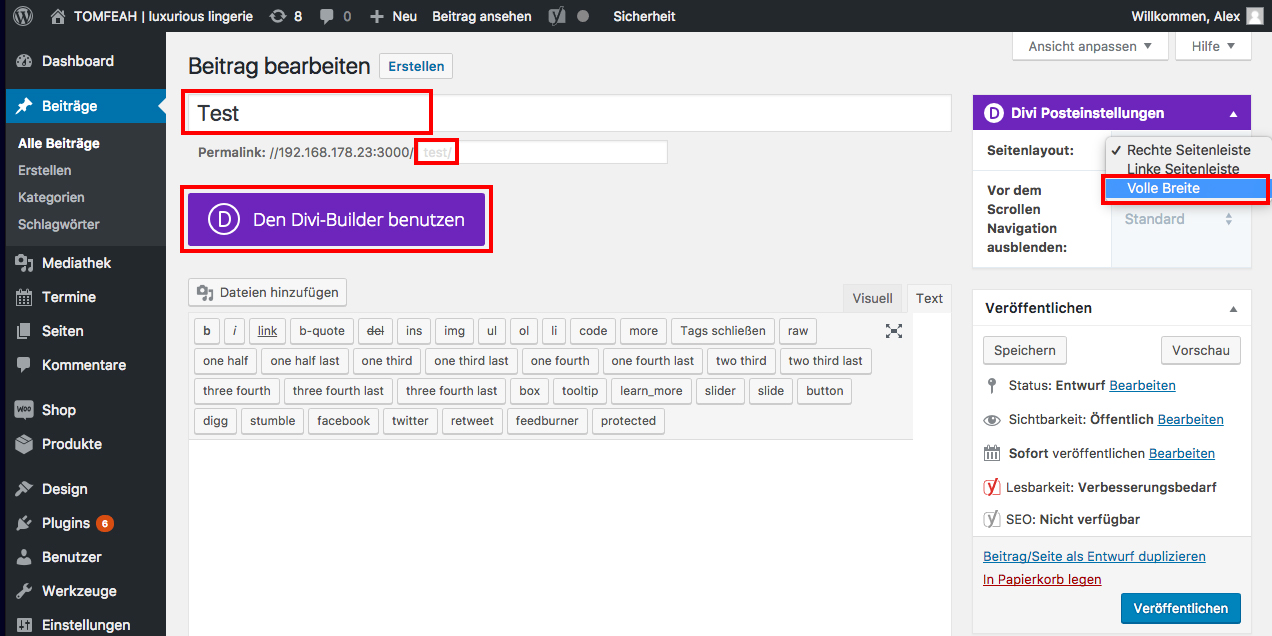 TOMFEAH | luxurious lingerie 8 0 Neu Beitrag ansehen Sicherheit Willkommen, Alex
Dashboard
Beiträge
Alle Beiträge
Erstellen
Kategorien
Schlagwörter
Mediathek
Termine
Seiten
Kommentare
WOO Shop
Produkte
Design
Plugins 6
Benutzer
Werkzeuge
Einstellungen
Ansicht anpassen Hilfe
Beitrag bearbeiten Erstellen
Test
Permalink: //192.168.178.23:3000/ test/
D Den Divi-Builder benutzen
Dateien hinzufügen
Visuell Text
b i link b-quote del ins img ul ol li code more Tags schließen raw
one half one half last one third one third last one fourth one fourth last two third two third last
three fourth three fourth last three fourth last box tooltip learn_more slider slide button
digg stumble facebook twitter retweet feedburner protected
D Divi Posteinstellungen
Seitenlayout:
✓ Rechte Seitenleiste
Linke Seitenleiste
Volle Breite
Vor dem
Scrollen
Navigation
ausblenden:
Standard
Veröffentlichen
Speichern Vorschau
Status: Entwurf Bearbeiten
Sichtbarkeit: Öffentlich Bearbeiten
Sofort veröffentlichen Bearbeiten
Lesbarkeit: Verbesserungsbedarf
SEO: Nicht verfügbar
Beitrag/Seite als Entwurf duplizieren
In Papierkorb legen
Veröffentlichen